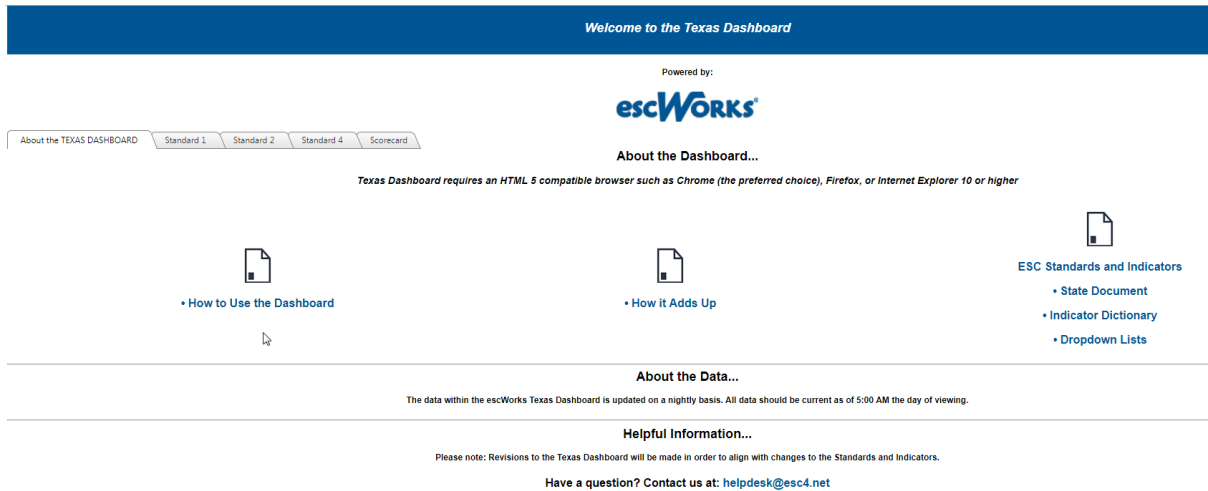 Welcome to the Texas Dashboard
Powered by:
escWorks®
About the TEXAS DASHBOARD
Standard 1
Standard 2
Standard 4
Scorecard
About the Dashboard...
Texas Dashboard requires an HTML 5 compatible browser such as Chrome (the preferred choice), Firefox, or Internet Explorer 10 or higher
• How to Use the Dashboard
• How it Adds Up
ESC Standards and Indicators
• State Document
• Indicator Dictionary
• Dropdown Lists
About the Data...
The data within the escWorks Texas Dashboard is updated on a nightly basis. All data should be current as of 5:00 AM the day of viewing.
Helpful Information...
Please note: Revisions to the Texas Dashboard will be made in order to align with changes to the Standards and Indicators.
Have a question? Contact us at: helpdesk@esc4.net